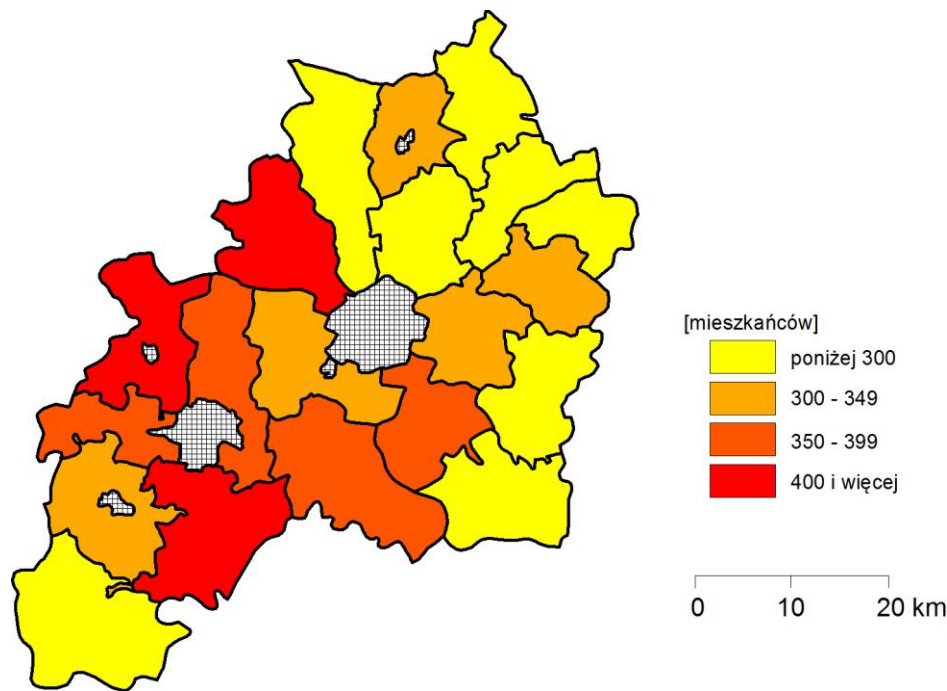 [mieszkańców]
poniżej 300
300 - 349
350 - 399
400 i więcej
0 10 20 km